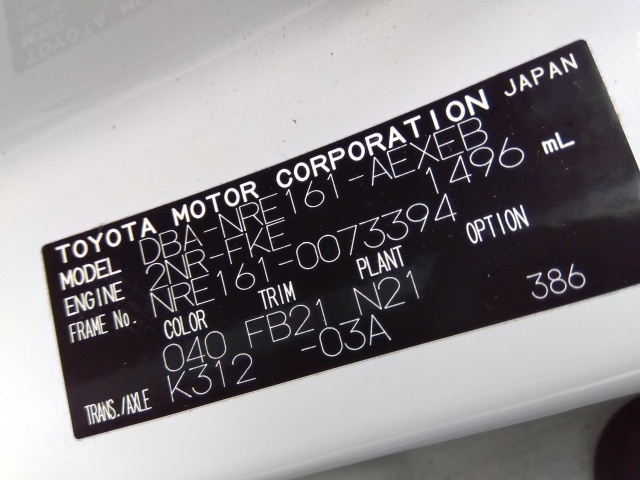 TOYOTA MOTOR CORPORATION JAPAN
MODEL DBA-NRE161-AEXEB
ENGINE 2NR-FKE 1496 mL
FRAME No. NRE161-0073394
COLOR TRIM PLANT OPTION
040 FB21 N21 386
TRANS./AXLE K312 -03A